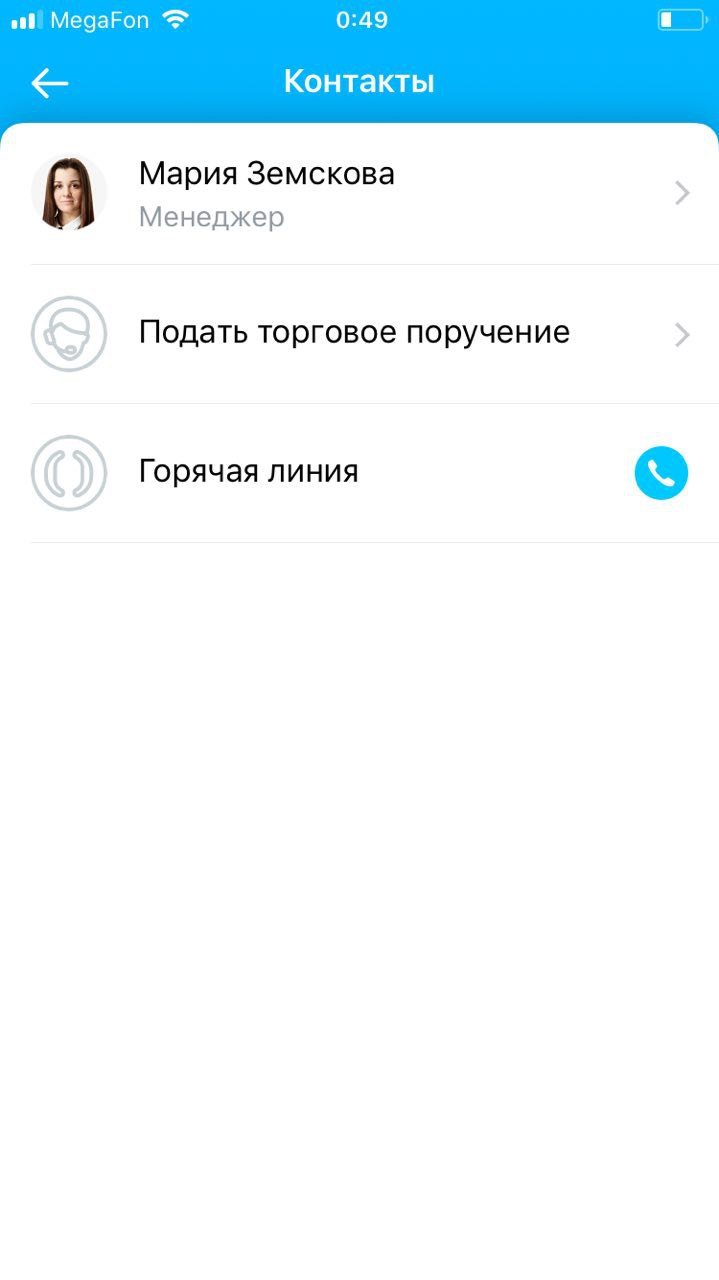 MegaFon
0:49
Контакты
Мария Земскова
Менеджер
Подать торговое поручение
Горячая линия